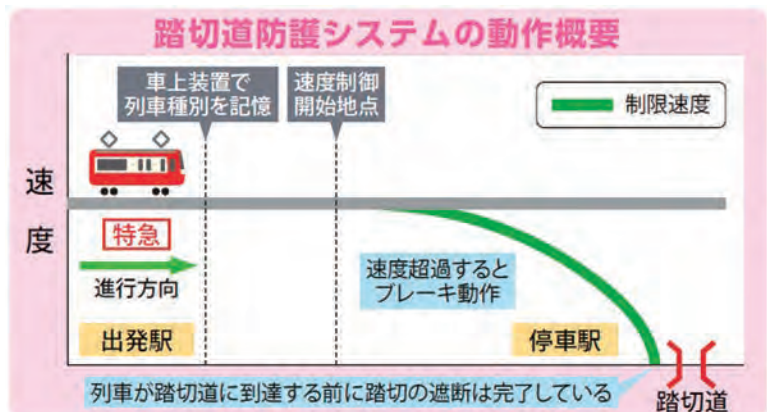 踏切道防護システムの動作概要
車上装置で
列車種別を記憶
速度制御
開始地点
制限速度
速
度
特急
進行方向
速度超過すると
ブレーキ動作
出発駅
停車駅
列車が踏切道に到達する前に踏切の遮断は完了している
踏切道